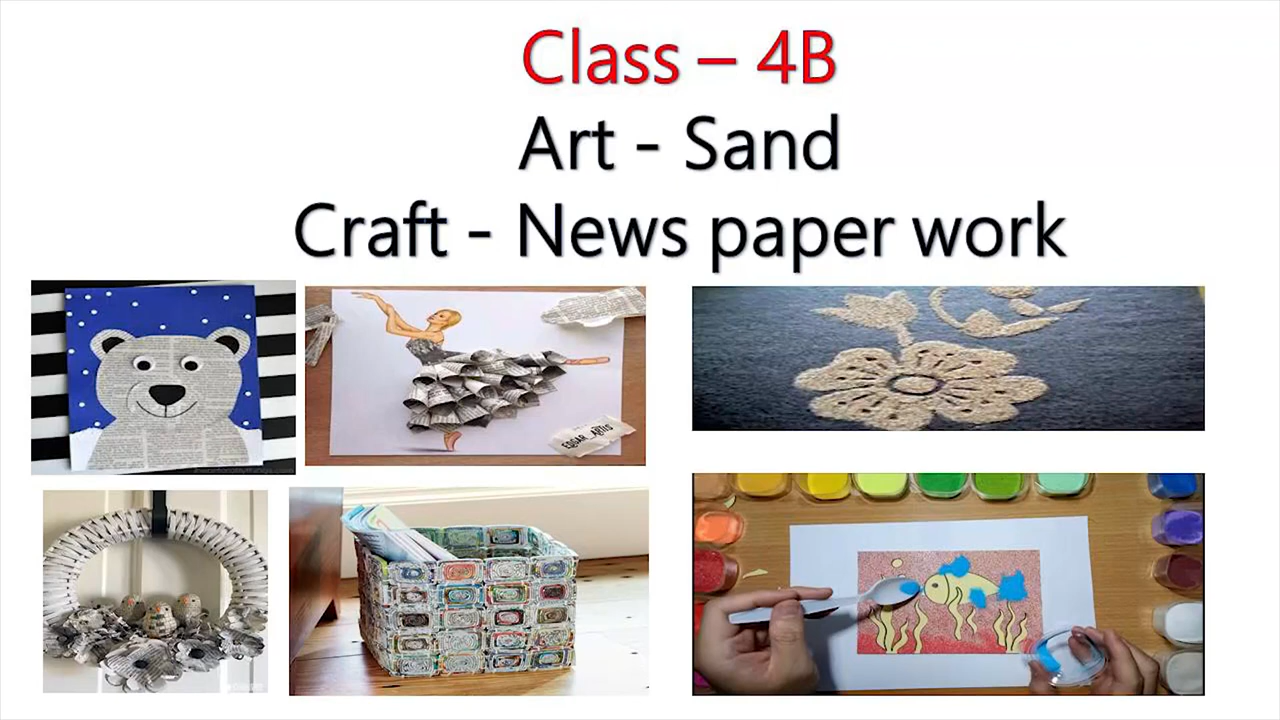 Class – 4B
Art - Sand
Craft - News paper work